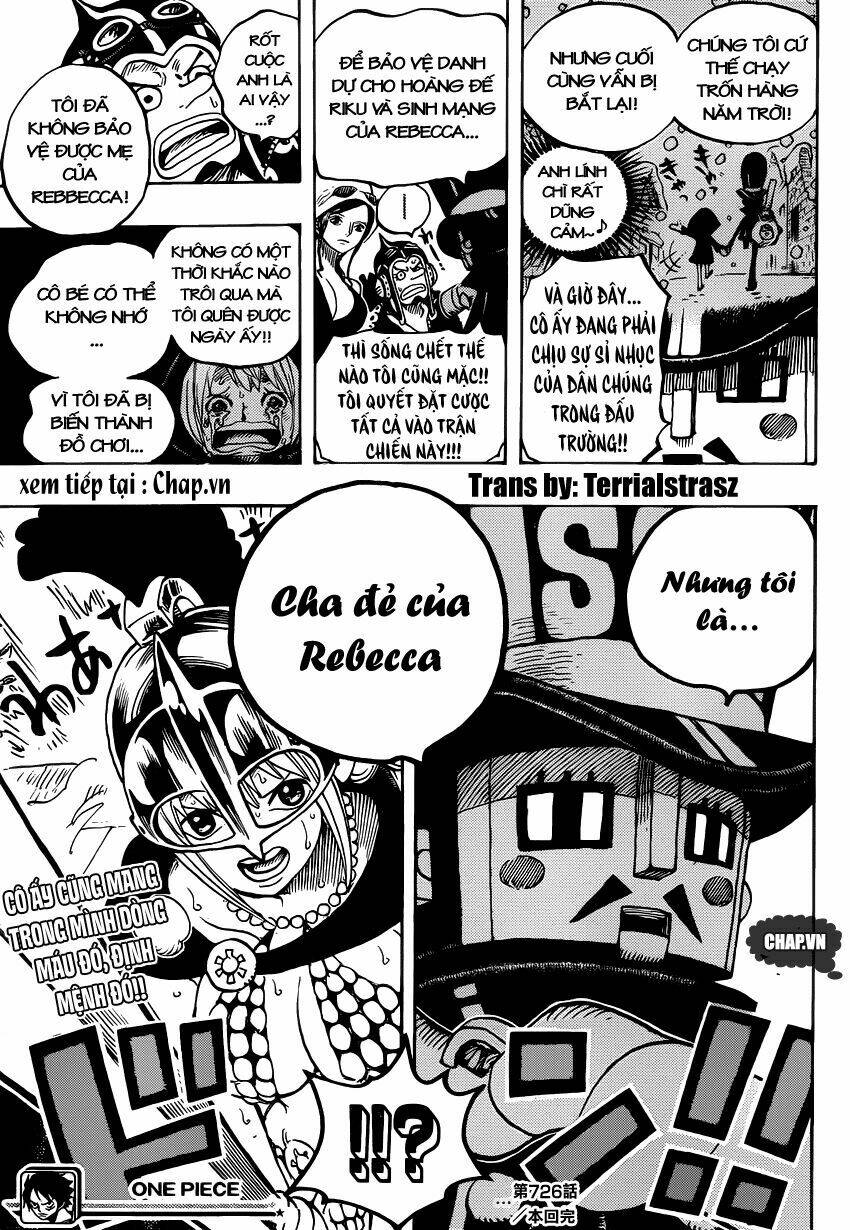 CHÚNG TÔI CỨ
THẾ CHẠY
TRỐN HÀNG
NĂM TRỜI!
NHƯNG CUỐI
CÙNG VẪN BỊ
BẮT LẠI!
ANH LÍNH
CHÌ RẤT
DŨNG
CẢM~♪
VÀ GIỜ ĐÂY...
CÔ ẤY ĐANG PHẢI
CHỊU SỰ SỈ NHỤC
CỦA DÂN CHÚNG
TRONG ĐẤU
TRƯỜNG!!
ĐỂ BẢO VỆ DANH
DỰ CHO HOÀNG ĐẾ
RIKU VÀ SINH MẠNG
CỦA REBECCA...
...
THÌ SỐNG CHẾT THẾ
NÀO TÔI CŨNG MẶC!!
TÔI QUYẾT ĐẶT CƯỢC
TẤT CẢ VÀO TRẬN
CHIẾN NÀY!!!
RỐT
CUỘC
ANH LÀ
AI VẬY
...?
TÔI ĐÃ
KHÔNG BẢO
VỆ ĐƯỢC MẸ
CỦA
REBBECCA!
KHÔNG CÓ MỘT
THỜI KHẮC NÀO
TRÔI QUA MÀ
TÔI QUÊN ĐƯỢC
NGÀY ẤY!!
CÔ BÉ CÓ THỂ
KHÔNG NHỚ
...
VÌ TÔI ĐÃ BỊ
BIẾN THÀNH
ĐỒ CHƠI...
xem tiếp tại : Chap.vn
Trans by: Terrialstrasz
Nhưng tôi
là...
Cha đẻ của
Rebecca
わあ
CÔ ẤY CŨNG MANG
TRONG MÌNH DÒNG
MÁU ĐÓ, ĐỊNH
MỆNH ĐÓ!!
CHAP.VN
ドン!!
!!?
ONE PIECE
第726話
...／本回完